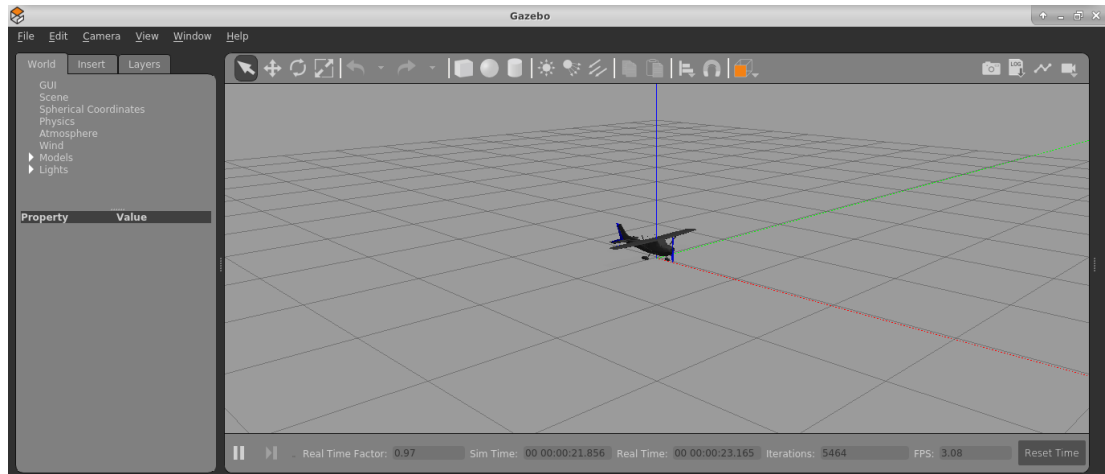 Gazebo
File Edit Camera View Window Help
World Insert Layers
GUI
Scene
Spherical Coordinates
Physics
Atmosphere
Wind
Models
Lights
Property Value
LOG
Real Time Factor: 0.97 Sim Time: 00 00:00:21.856 Real Time: 00 00:00:23.165 Iterations: 5464 FPS: 3.08 Reset Time